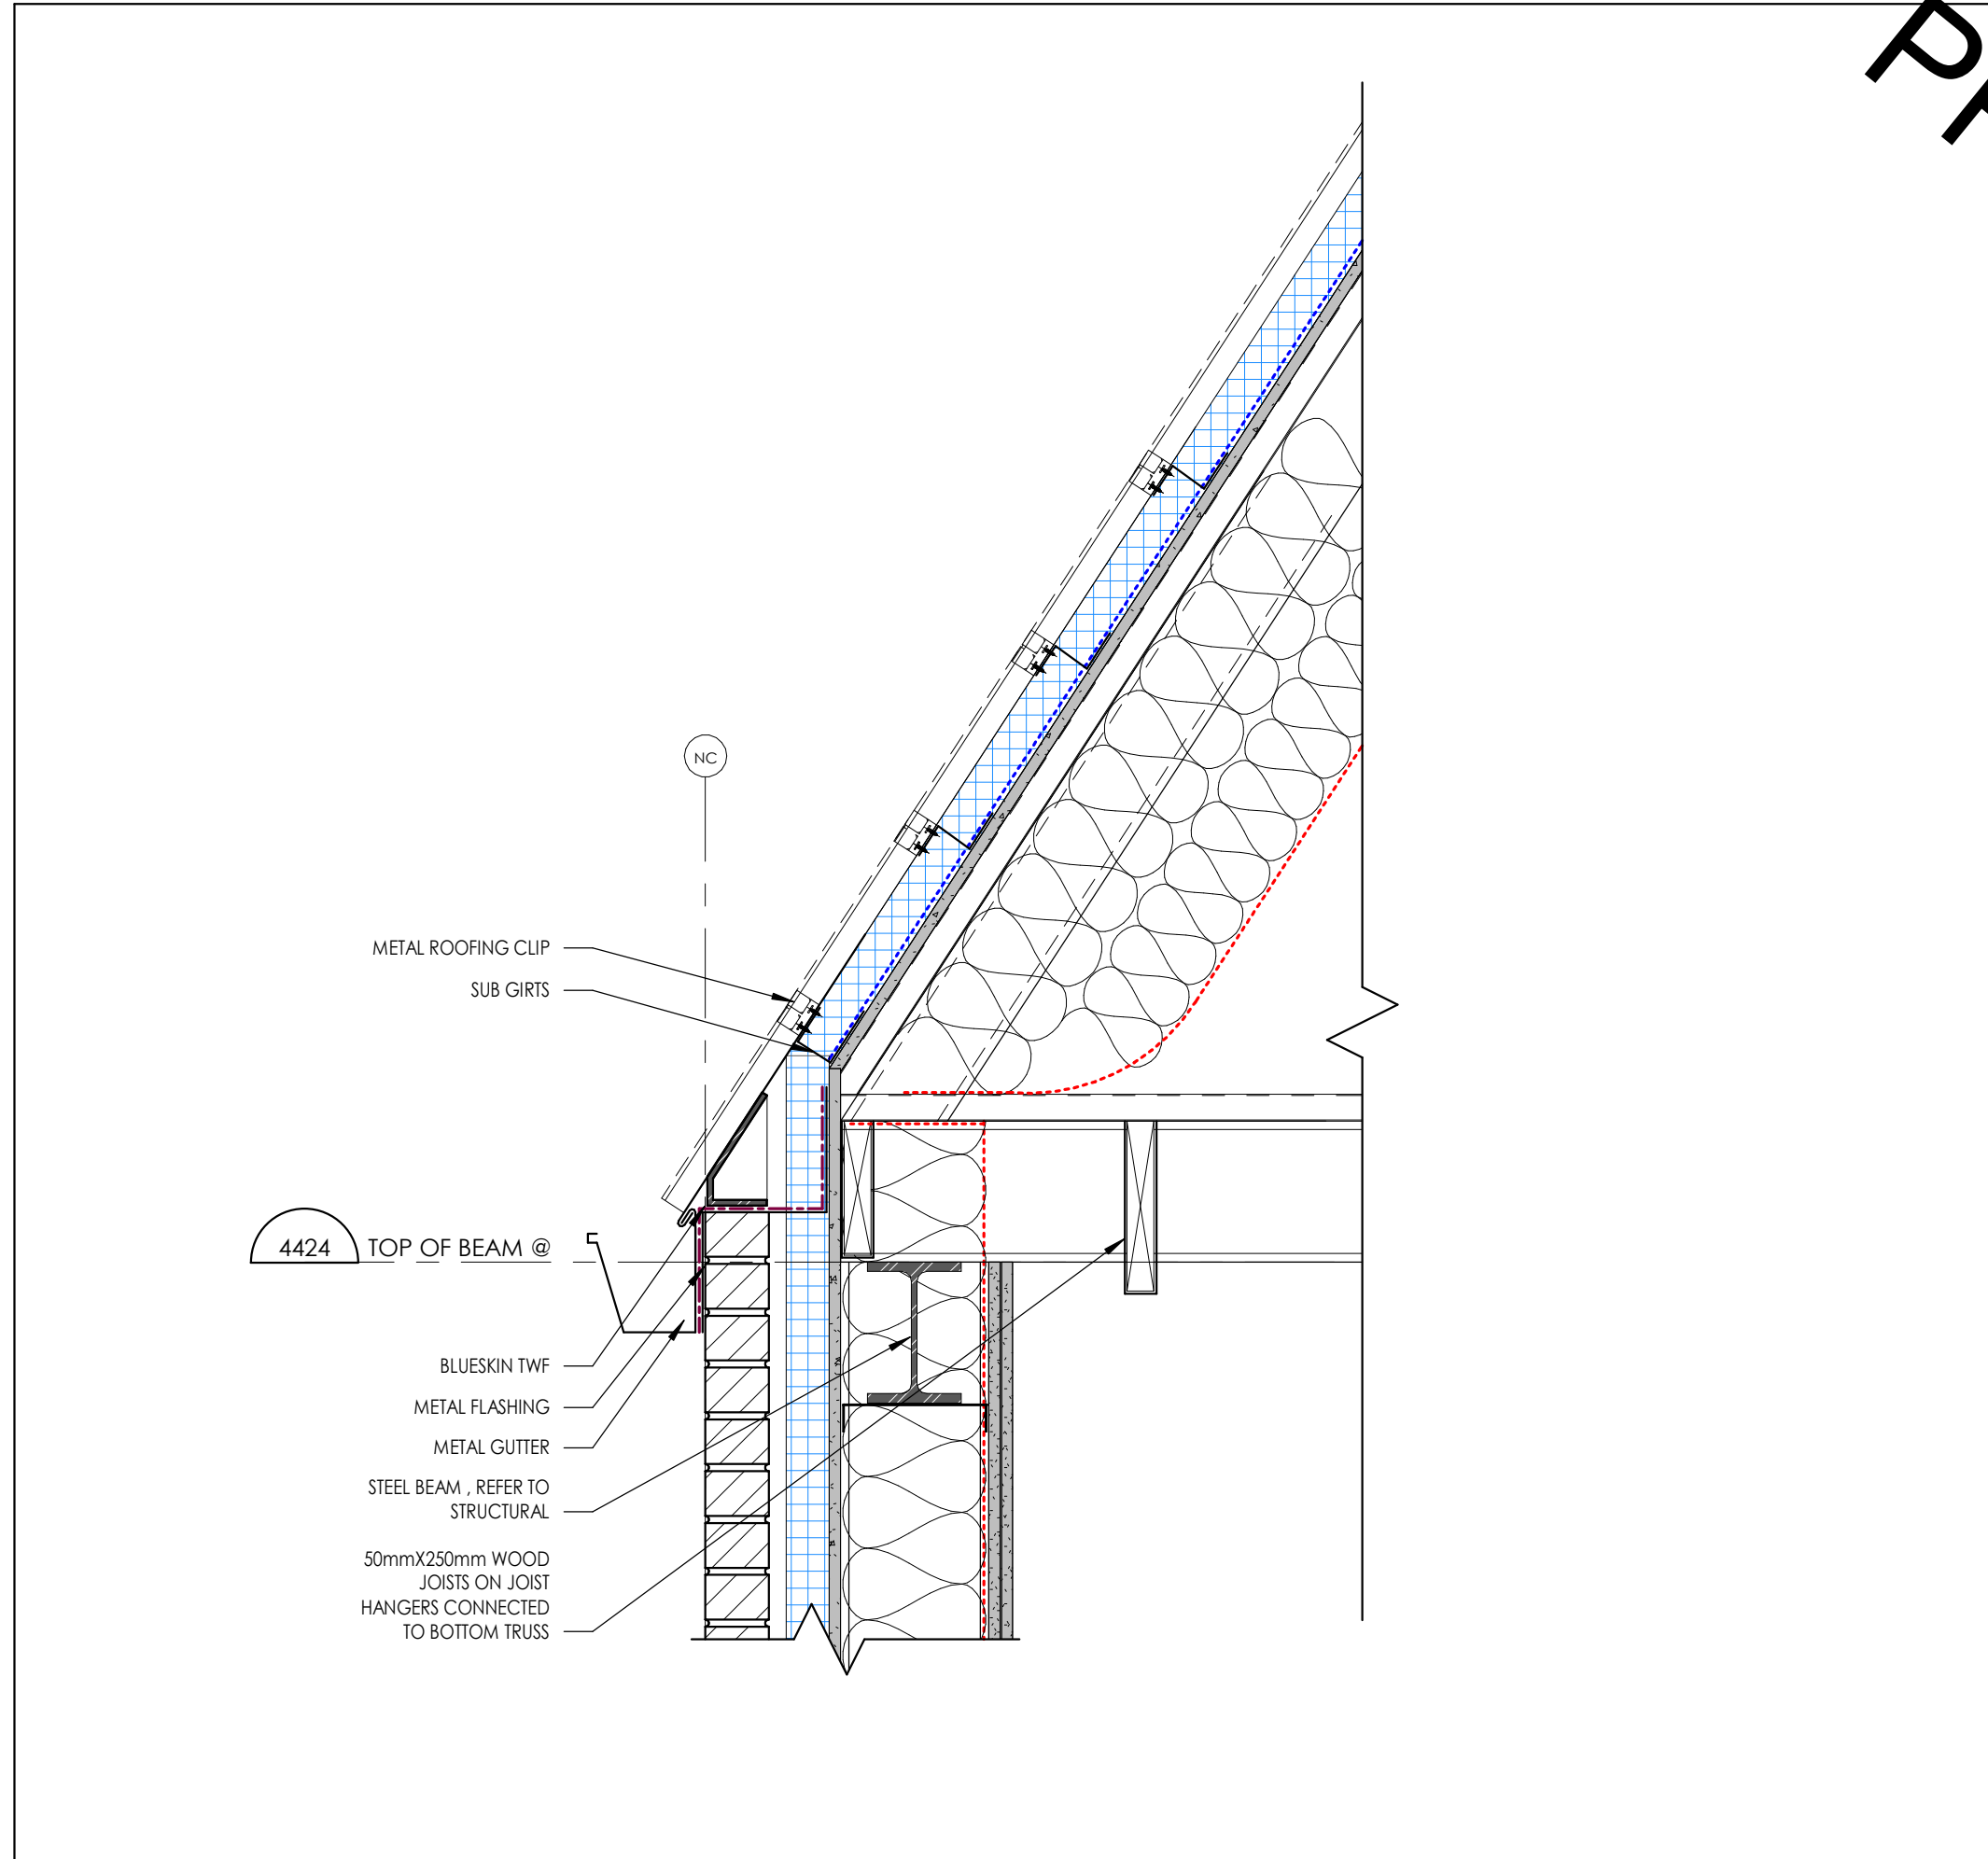 NC
METAL ROOFING CLIP
SUB GIRTS
4424 TOP OF BEAM @
BLUESKIN TWF
METAL FLASHING
METAL GUTTER
STEEL BEAM , REFER TO
STRUCTURAL
50mmX250mm WOOD
JOISTS ON JOIST
HANGERS CONNECTED
TO BOTTOM TRUSS